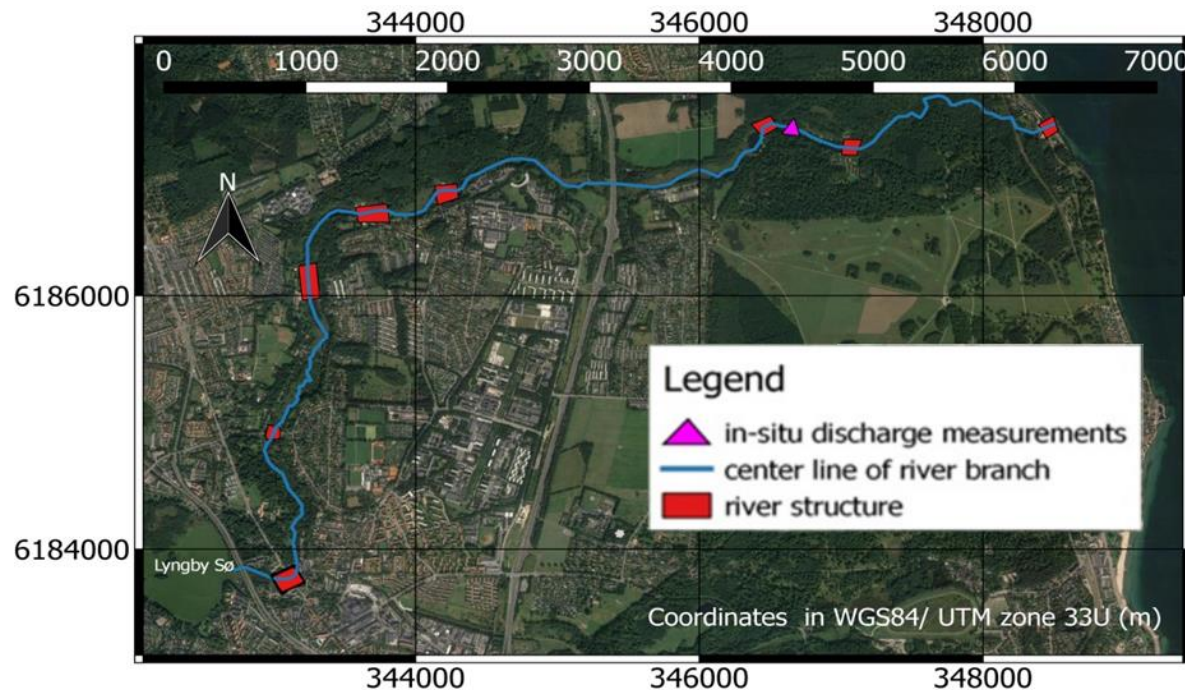 344000 346000 348000
0 1000 2000 3000 4000 5000 6000 7000
N
6186000
Legend
in-situ discharge measurements
center line of river branch
river structure
6184000
Lyngby Sø
Coordinates in WGS84/ UTM zone 33U (m)
344000 346000 348000